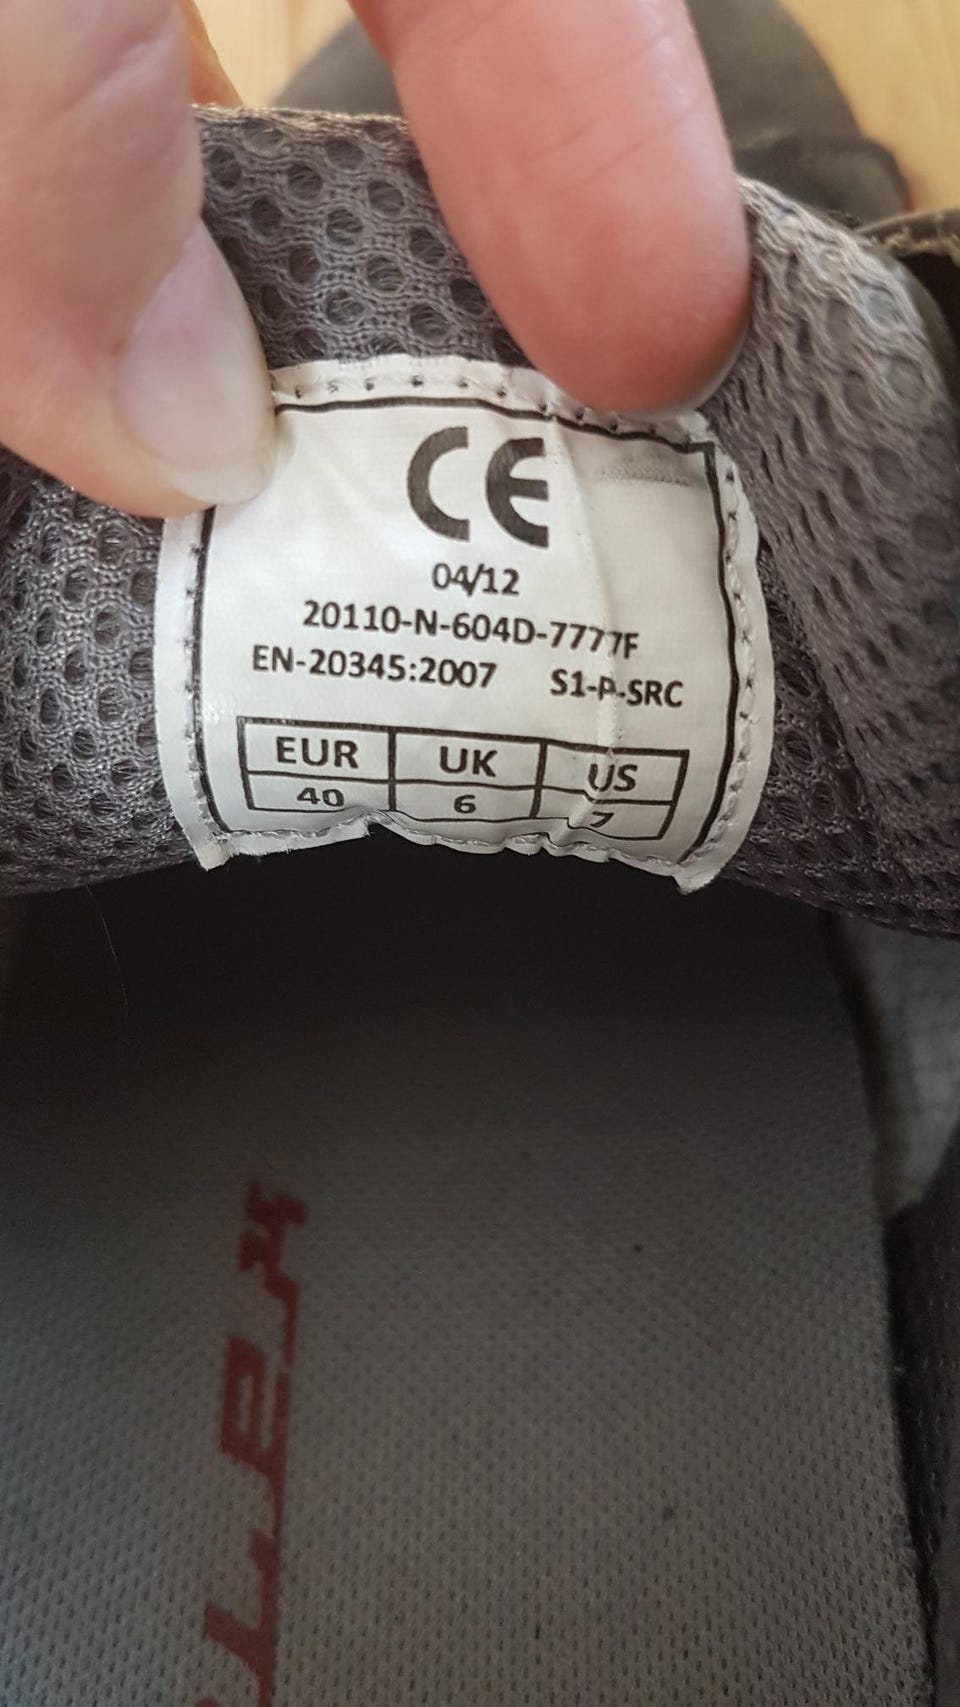 CE
04/12
20110-N-604D-7777F
EN-20345:2007 S1-P-SRC
EUR UK US
40 6 7